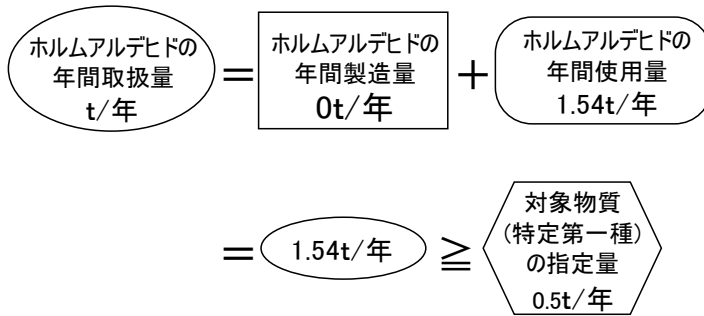 ホルムアルデヒドの
年間取扱量
t/年
=
ホルムアルデヒドの
年間製造量
0t/年
+
ホルムアルデヒドの
年間使用量
1.54t/年
=
1.54t/年
≧
対象物質
(特定第一種)
の指定量
0.5t/年